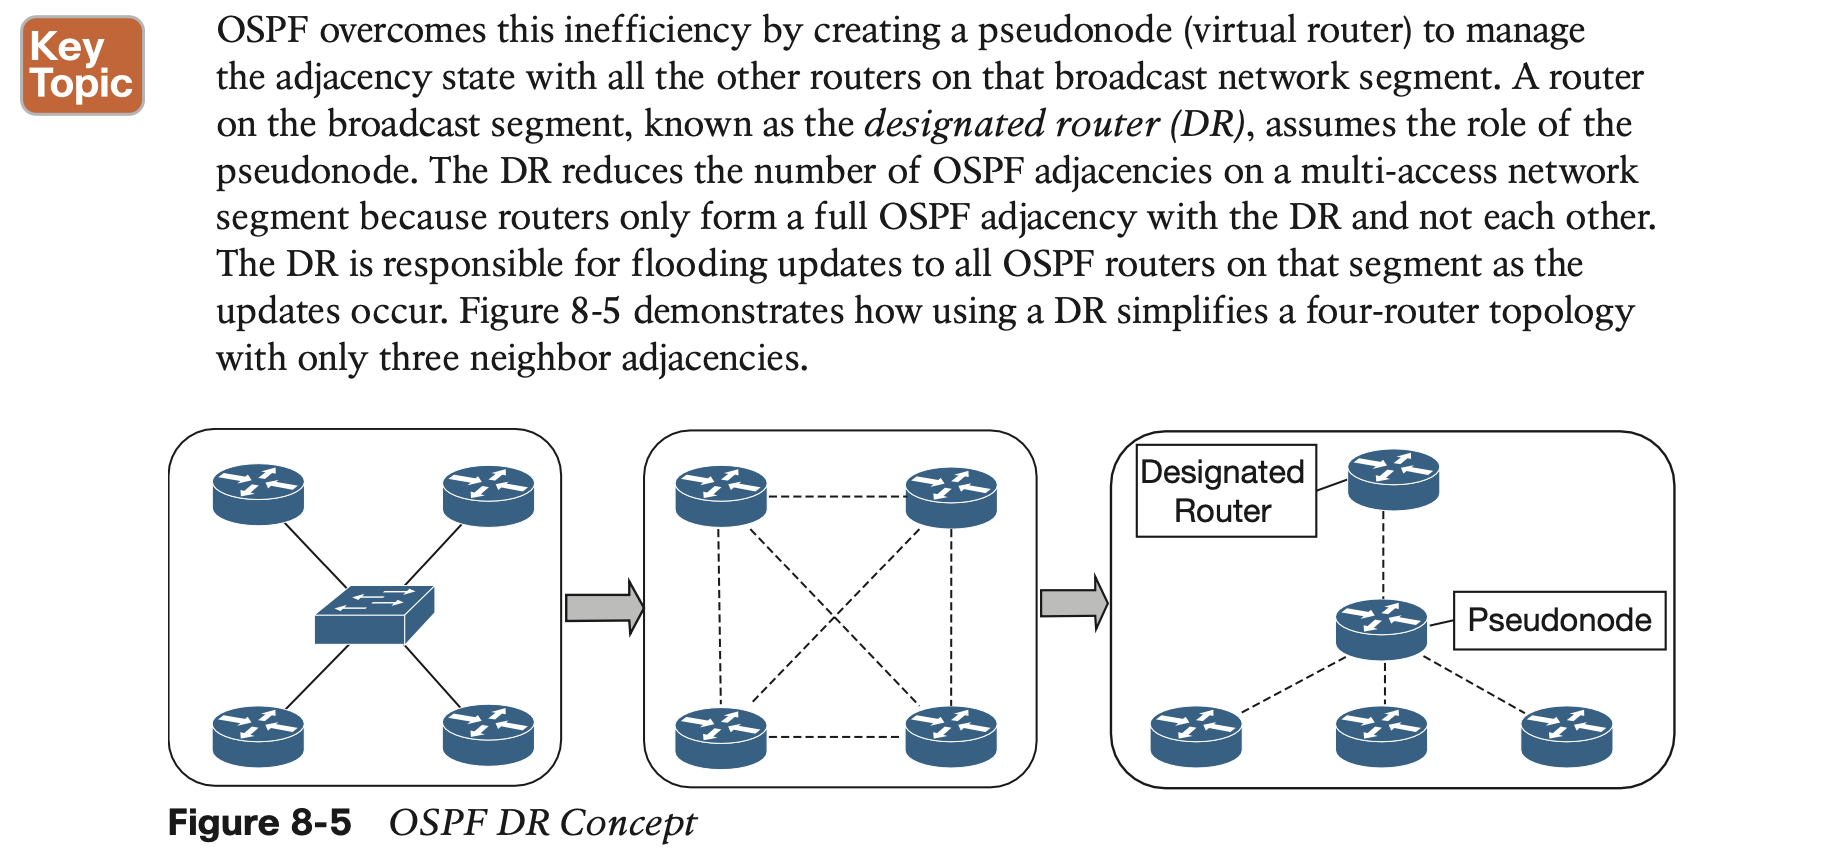 Key
Topic
OSPF overcomes this inefficiency by creating a pseudonode (virtual router) to manage
the adjacency state with all the other routers on that broadcast network segment. A router
on the broadcast segment, known as the designated router (DR), assumes the role of the
pseudonode. The DR reduces the number of OSPF adjacencies on a multi-access network
segment because routers only form a full OSPF adjacency with the DR and not each other.
The DR is responsible for flooding updates to all OSPF routers on that segment as the
updates occur. Figure 8-5 demonstrates how using a DR simplifies a four-router topology
with only three neighbor adjacencies.
Designated
Router
Pseudonode
Figure 8-5 OSPF DR Concept